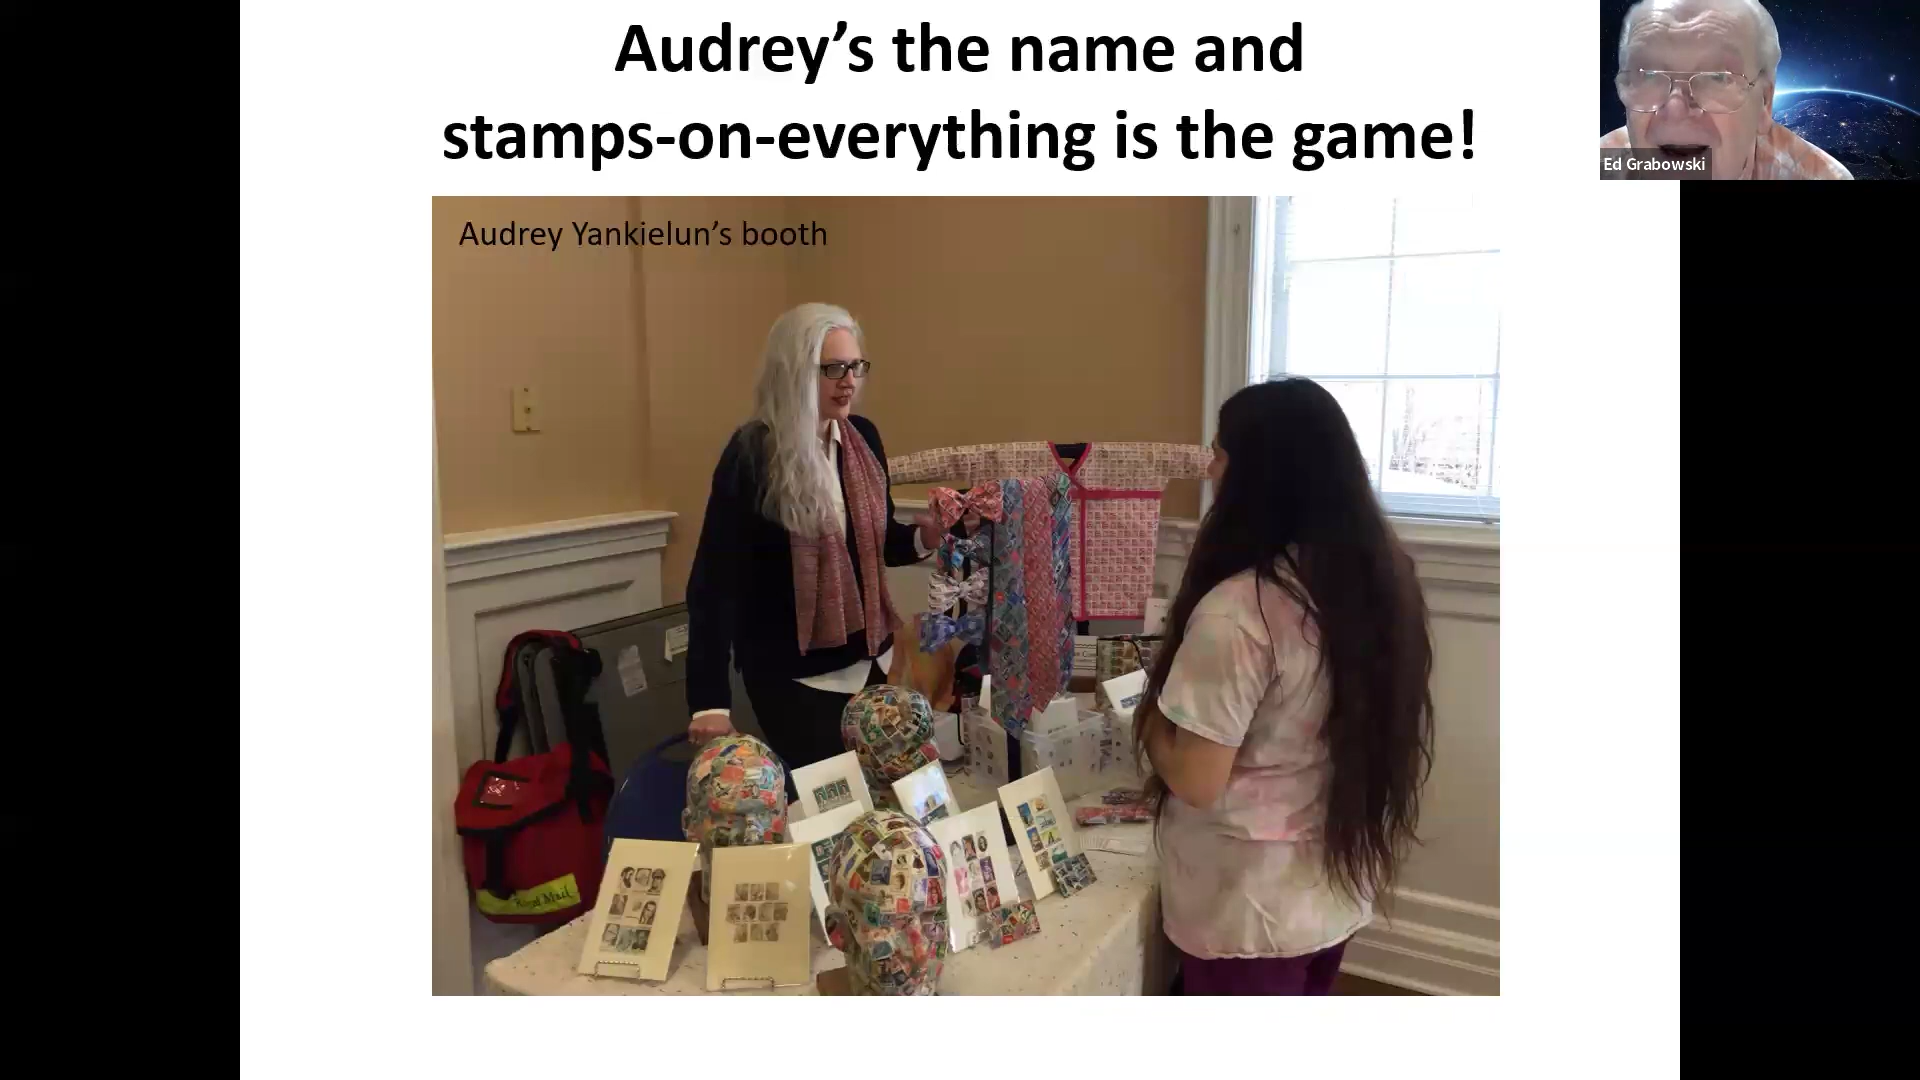 Audrey’s the name and
stamps-on-everything is the game!
Ed Grabowski
Audrey Yankielun’s booth
Royal Mail